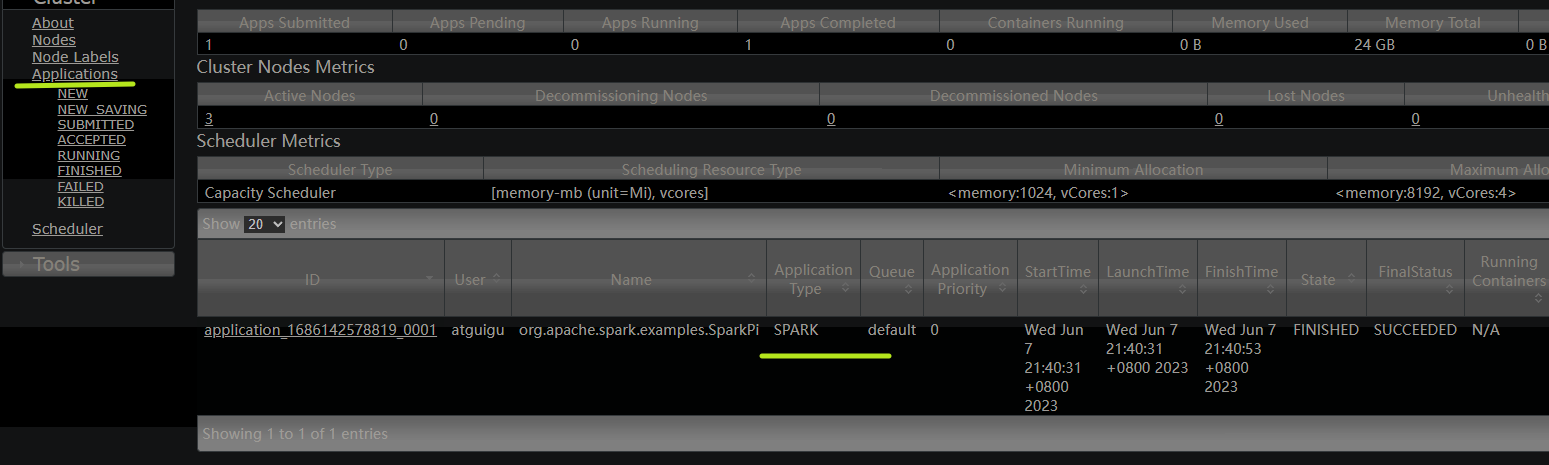 Cluster
About
Nodes
Node Labels
Applications
NEW
NEW_SAVING
SUBMITTED
ACCEPTED
RUNNING
FINISHED
FAILED
KILLED
Scheduler
Tools
Apps Submitted Apps Pending Apps Running Apps Completed Containers Running Memory Used Memory Total
1 0 0 1 0 0 B 24 GB 0 B
Cluster Nodes Metrics
Active Nodes Decommissioning Nodes Decommissioned Nodes Lost Nodes Unhealth
3 0 0 0 0
Scheduler Metrics
Scheduler Type Scheduling Resource Type Minimum Allocation Maximum Allo
Capacity Scheduler [memory-mb (unit=Mi), vcores] <memory:1024, vCores:1> <memory:8192, vCores:4>
Show 20 entries
ID User Name Application Type Queue Application Priority StartTime LaunchTime FinishTime State FinalStatus Running Containers
application_1686142578819_0001 atguigu org.apache.spark.examples.SparkPi SPARK default 0 Wed Jun 7 21:40:31 +0800 2023 Wed Jun 7 21:40:31 +0800 2023 Wed Jun 7 21:40:53 +0800 2023 FINISHED SUCCEEDED N/A
Showing 1 to 1 of 1 entries